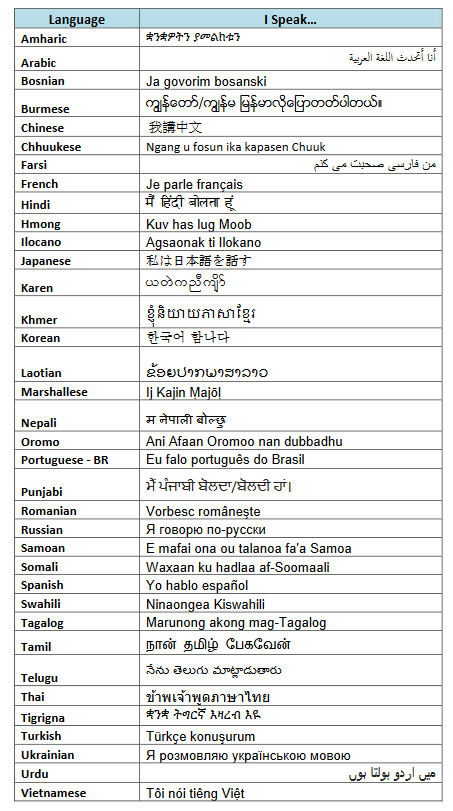 Language I Speak…
Amharic ቋንቋዎትን ያመልክቱን
Arabic أنا أتحدث اللغة العربية
Bosnian Ja govorim bosanski
Burmese ကျွန်တော်/ကျွန်မ မြန်မာလိုပြောတတ်ပါတယ်။
Chinese 我講中文
Chhuukese Ngang u fosun ika kapasen Chuuk
Farsi من فارسی صحبت می کنم
French Je parle français
Hindi मैं हिंदी बोलता हूं
Hmong Kuv has lug Moob
Ilocano Agsaonak ti Ilokano
Japanese 私は日本語を話す
Karen ယတဲကညီကျိာ်
Khmer ខ្ញុំនិយាយភាសាខ្មែរ
Korean 한국어 합니다
Laotian ຂ້ອຍປາກພາສາລາວ
Marshallese Ij Kajin M̧ajōļ
Nepali म नेपाली बोल्छु
Oromo Ani Afaan Oromoo nan dubbadhu
Portuguese - BR Eu falo português do Brasil
Punjabi ਮੈਂ ਪੰਜਾਬੀ ਬੋਲਦਾ/ਬੋਲਦੀ ਹਾਂ।
Romanian Vorbesc româneşte
Russian Я говорю по-русски
Samoan E mafai ona ou talanoa fa'a Samoa
Somali Waxaan ku hadlaa af-Soomaali
Spanish Yo hablo español
Swahili Ninaongea Kiswahili
Tagalog Marunong akong mag-Tagalog
Tamil நான் தமிழ் பேசுவேன்
Telugu నేను తెలుగు మాట్లాడుతారు
Thai ข้าพเจ้าพูดภาษาไทย
Tigrigna ቋንቋ ትግርኛ እዛረብ እዩ
Turkish Türkçe konuşurum
Ukrainian Я розмовляю українською мовою
Urdu میں اردو بولتا ہوں
Vietnamese Tôi nói tiêng Việt